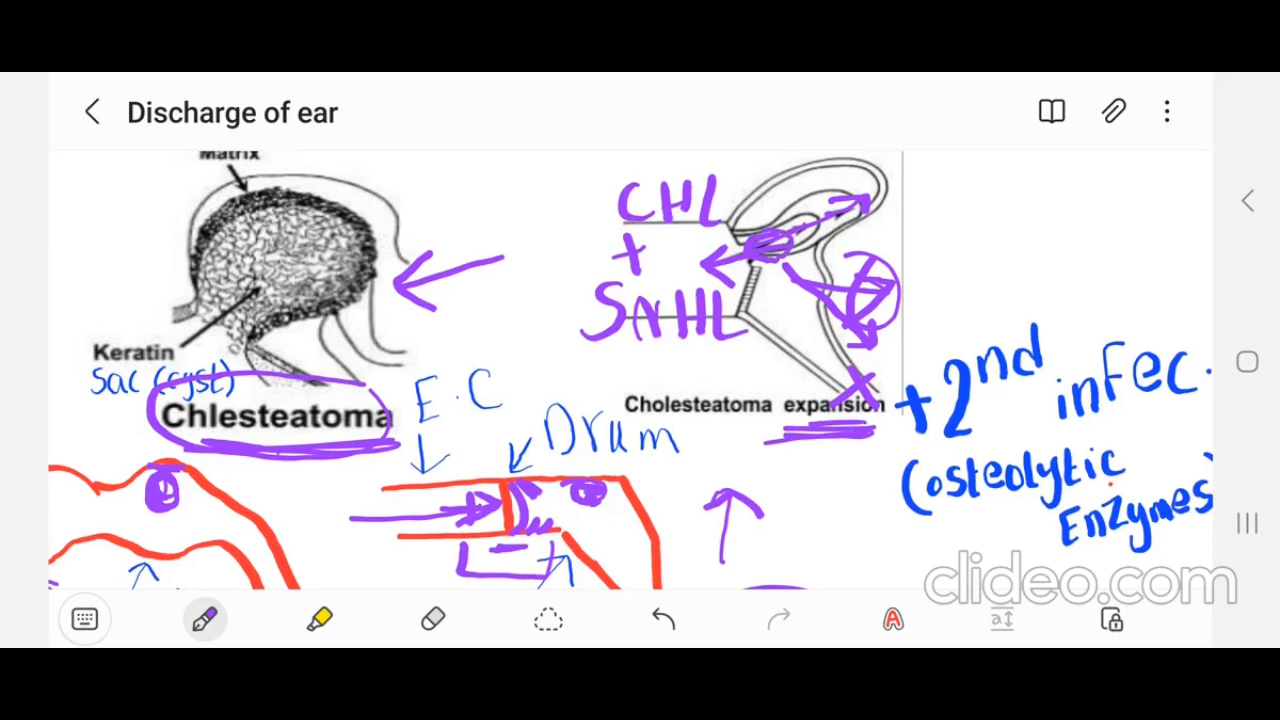 Discharge of ear
Matrix
CHL
+
SNHL
Keratin
Sac (cyst)
Chlesteatoma
E.C
Drum
Cholesteatoma expansion
X
+ 2nd infec.
(osteolytic
Enzymes)
clideo.com
A
a